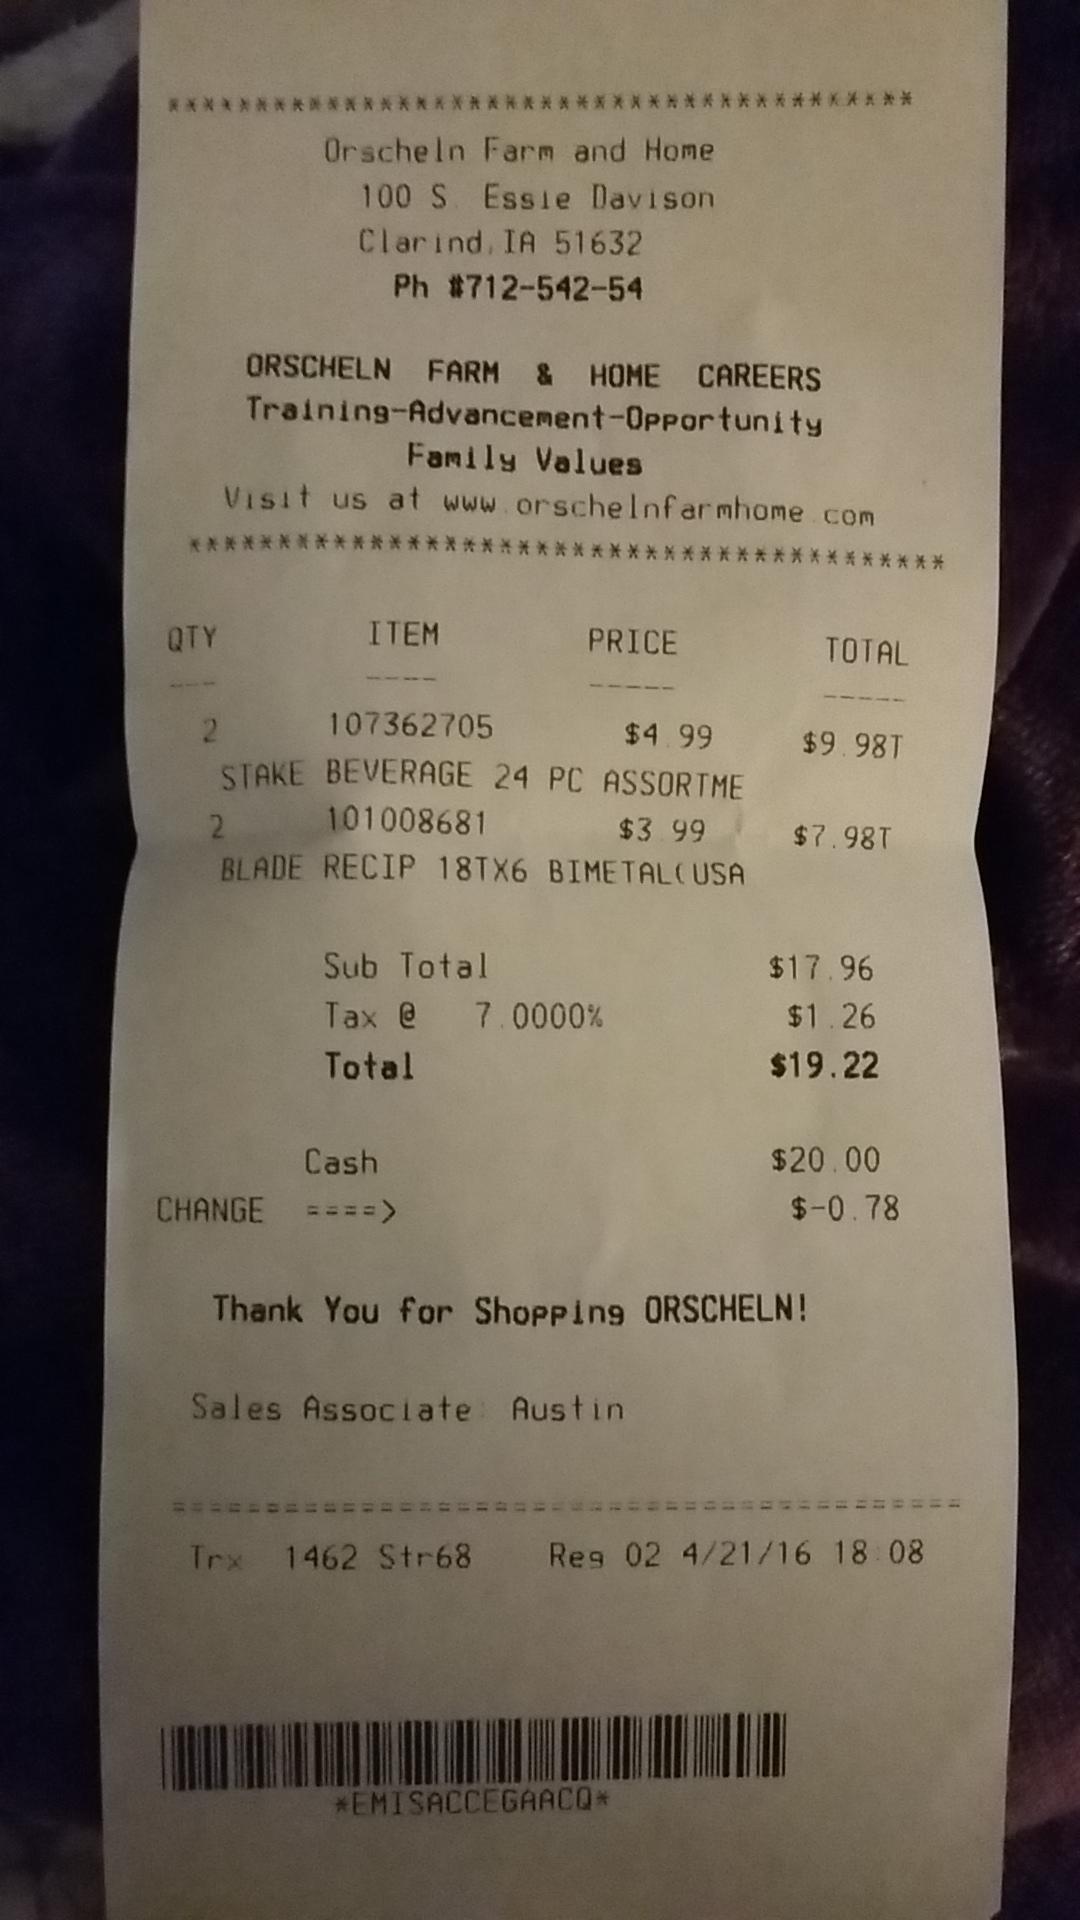 *****************************************
Orscheln Farm and Home
100 S. Essie Davison
Clarind,IA 51632
Ph #712-542-54
ORSCHELN FARM & HOME CAREERS
Training-Advancement-Opportunity
Family Values
Visit us at www.orschelnfarmhome.com
*****************************************
QTY ITEM PRICE TOTAL
--- ---- ----- -----
2 107362705 $4.99 $9.98T
STAKE BEVERAGE 24 PC ASSORTME
2 101008681 $3.99 $7.98T
BLADE RECIP 18TX6 BIMETAL(USA
Sub Total $17.96
Tax @ 7.0000% $1.26
Total $19.22
Cash $20.00
CHANGE ====> $-0.78
Thank You for Shopping ORSCHELN!
Sales Associate: Austin
==========================================
Trx 1462 Str68 Reg 02 4/21/16 18:08
*EMISACCEGAACQ*